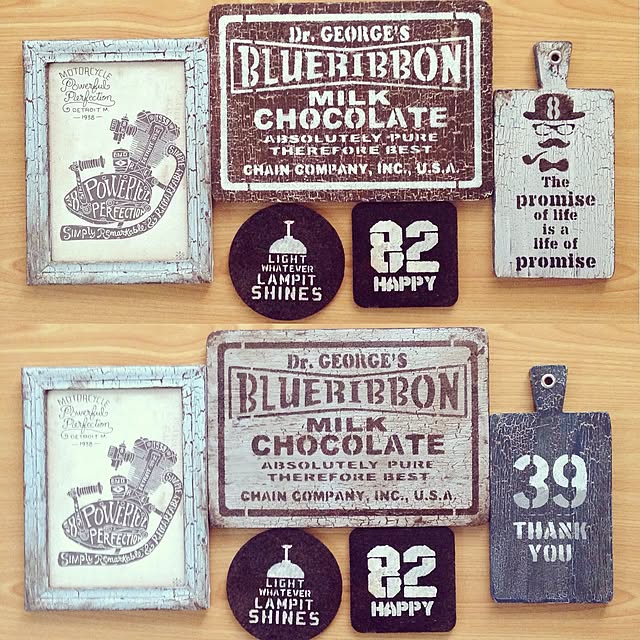 MOTORCYCLE
Powerful
Perfection
DETROIT M.
1938
POWERful
PERFECTION
Simply Remarkable &
Dr. GEORGE'S
BLUERIBBON
MILK
CHOCOLATE
ABSOLUTELY PURE
THEREFORE BEST
CHAIN COMPANY, INC., U.S.A.
8
The
promise
of life
is a
life of
promise
LIGHT
WHATEVER
LAMPIT
SHINES
82
HAPPY
MOTORCYCLE
Powerful
Perfection
DETROIT M.
1938
POWERful
PERFECTION
Simply Remarkable &
Dr. GEORGE'S
BLUERIBBON
MILK
CHOCOLATE
ABSOLUTELY PURE
THEREFORE BEST
CHAIN COMPANY, INC., U.S.A.
39
THANK
YOU
LIGHT
WHATEVER
LAMPIT
SHINES
82
HAPPY